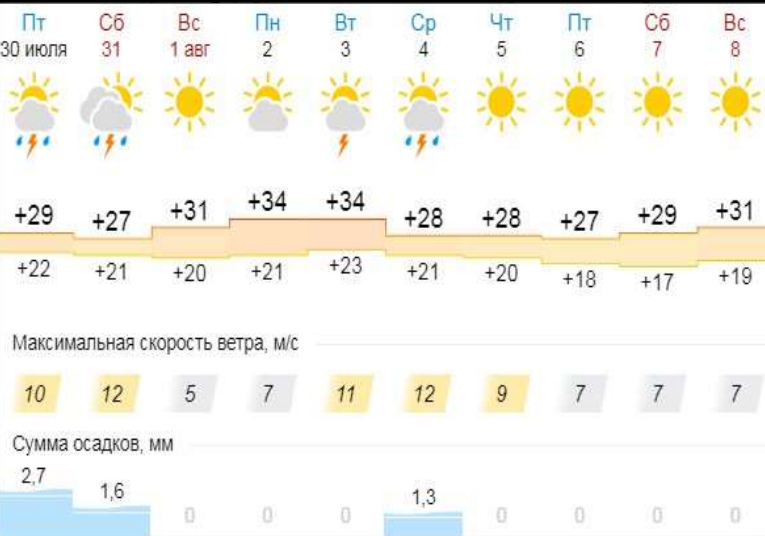 Пт Сб Вс Пн Вт Ср Чт Пт Сб Вс
30 июля 31 1 авг 2 3 4 5 6 7 8
+29 +27 +31 +34 +34 +28 +28 +27 +29 +31
+22 +21 +20 +21 +23 +21 +20 +18 +17 +19
Максимальная скорость ветра, м/с
10 12 5 7 11 12 9 7 7 7
Сумма осадков, мм
2,7 1,6 0 0 0 1,3 0 0 0 0